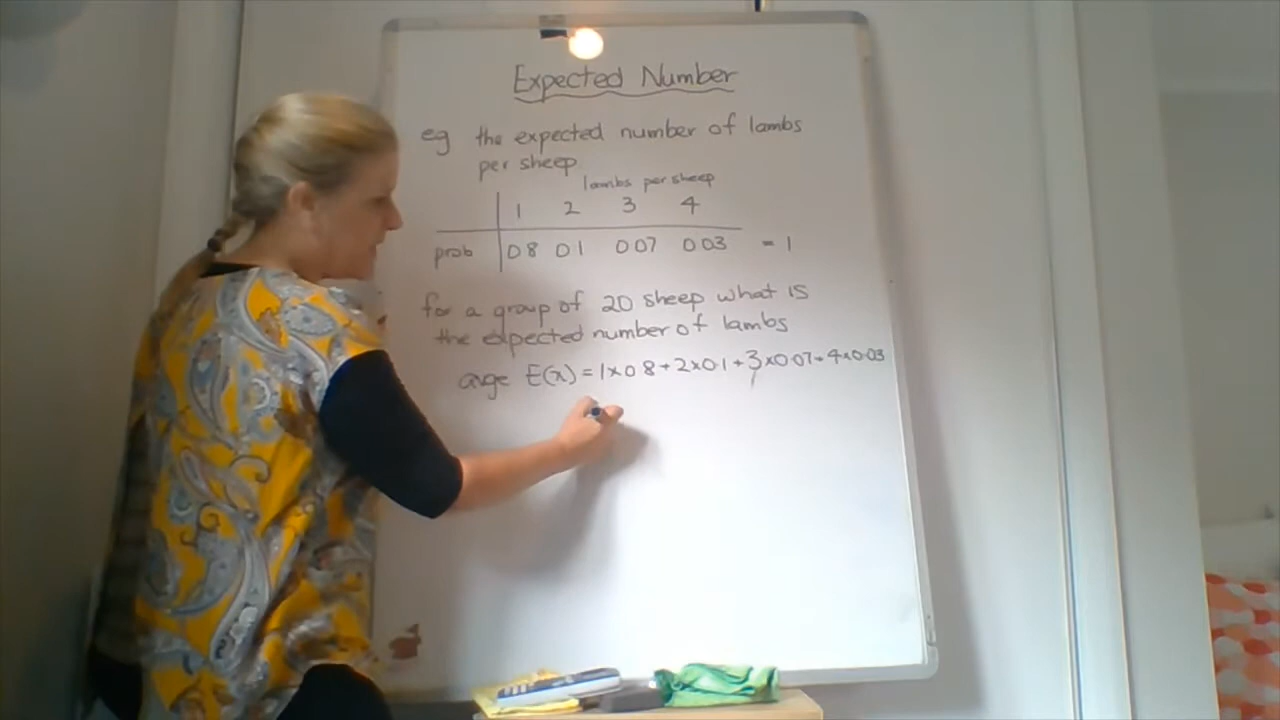 Expected Number
eg the expected number of lambs
per sheep
lambs per sheep
1 2 3 4
prob 0.8 0.1 0.07 0.03 = 1
for a group of 20 sheep what is
the expected number of lambs
E(x) = 1×0.8+2×0.1+3×0.07+4×0.03